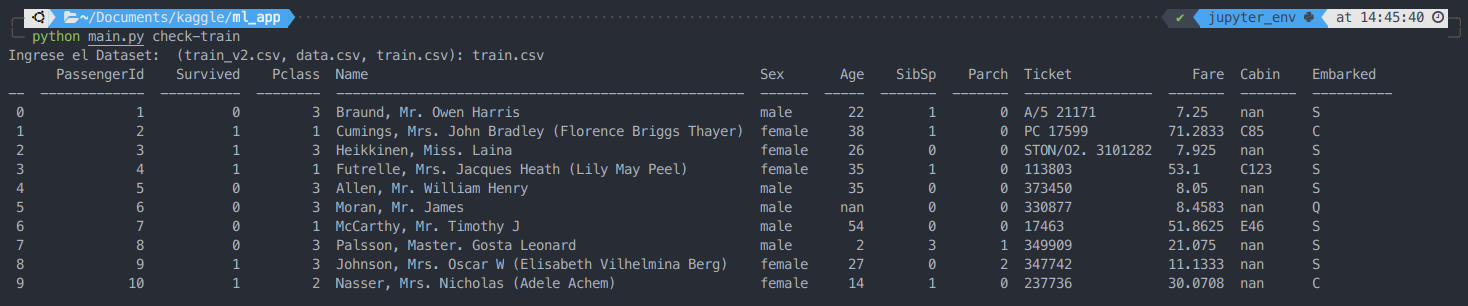 ~/Documents/kaggle/ml_app ✔ jupyter_env at 14:45:40
python main.py check-train
Ingrese el Dataset:  (train_v2.csv, data.csv, train.csv): train.csv
PassengerId Survived Pclass Name Sex Age SibSp Parch Ticket Fare Cabin Embarked
-- ----------- ---------- -------- --------------------------------------------------- ------ ----- ------- ------- ---------------- ------- ------- ----------
0 1 0 3 Braund, Mr. Owen Harris male 22 1 0 A/5 21171 7.25 nan S
1 2 1 1 Cumings, Mrs. John Bradley (Florence Briggs Thayer) female 38 1 0 PC 17599 71.2833 C85 C
2 3 1 3 Heikkinen, Miss. Laina female 26 0 0 STON/O2. 3101282 7.925 nan S
3 4 1 1 Futrelle, Mrs. Jacques Heath (Lily May Peel) female 35 1 0 113803 53.1 C123 S
4 5 0 3 Allen, Mr. William Henry male 35 0 0 373450 8.05 nan S
5 6 0 3 Moran, Mr. James male nan 0 0 330877 8.4583 nan Q
6 7 0 1 McCarthy, Mr. Timothy J male 54 0 0 17463 51.8625 E46 S
7 8 0 3 Palsson, Master. Gosta Leonard male 2 3 1 349909 21.075 nan S
8 9 1 3 Johnson, Mrs. Oscar W (Elisabeth Vilhelmina Berg) female 27 0 2 347742 11.1333 nan S
9 10 1 2 Nasser, Mrs. Nicholas (Adele Achem) female 14 1 0 237736 30.0708 nan C